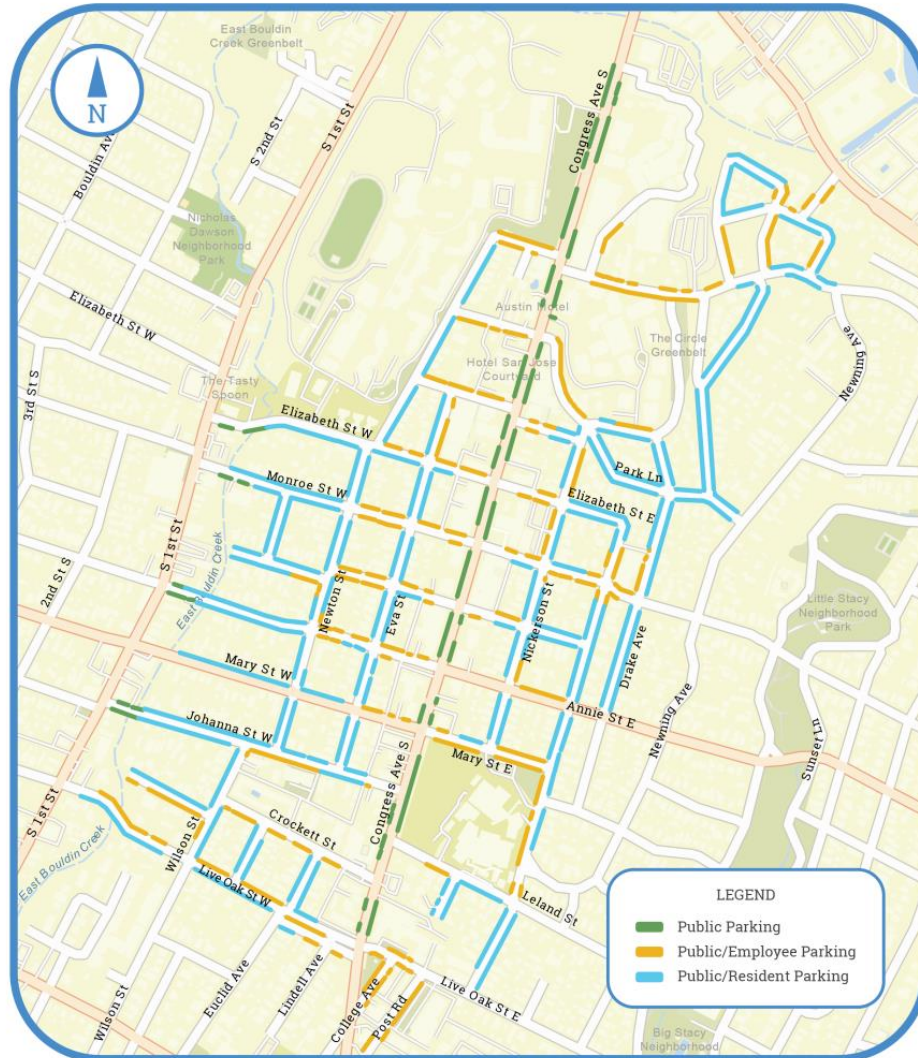 East Bouldin
Creek Greenbelt
N
S 2nd St
S 1st St
Congress Ave S
Bouldin Ave
Nicholas
Dawson
Neighborhood
Park
Elizabeth St W
Austin Motel
The Circle
Greenbelt
Hotel San Jose
Courtyard
Newning Ave
3rd St S
The Tasty
Spoon
Elizabeth St W
Park Ln
Monroe St W
Elizabeth St E
S 1st St
2nd St S
East Bouldin Creek
Newton St
Eva St
Nickerson St
Little Stacy
Neighborhood
Park
Drake Ave
Mary St W
Annie St E
Newning Ave
Johanna St W
Mary St E
Sunset Ln
Congress Ave S
S 1st St
Crockett St
Wilson St
East Bouldin Creek
Live Oak St W
Leland St
LEGEND
Public Parking
Public/Employee Parking
Public/Resident Parking
Wilson St
Euclid Ave
Lindell Ave
College Ave
Post Rd
Live Oak St E
Big Stacy
Neighborhood